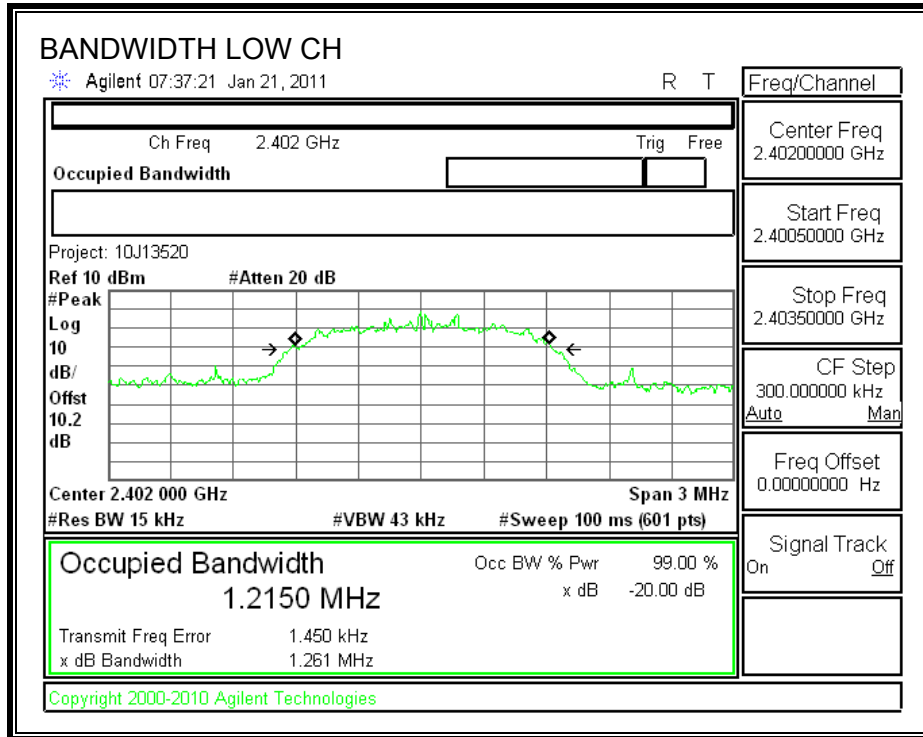 BANDWIDTH LOW CH
Agilent 07:37:21 Jan 21, 2011 R T
Freq/Channel
Ch Freq 2.402 GHz Trig Free
Occupied Bandwidth
Center Freq
2.40200000 GHz
Start Freq
2.40050000 GHz
Stop Freq
2.40350000 GHz
CF Step
300.000000 kHz
Auto Man
Freq Offset
0.00000000 Hz
Signal Track
On Off
Project: 10J13520
Ref 10 dBm #Atten 20 dB
#Peak
Log
10
dB/
Offst
10.2
dB
Center 2.402 000 GHz Span 3 MHz
#Res BW 15 kHz #VBW 43 kHz #Sweep 100 ms (601 pts)
Occupied Bandwidth
1.2150 MHz
Occ BW % Pwr 99.00 %
x dB -20.00 dB
Transmit Freq Error 1.450 kHz
x dB Bandwidth 1.261 MHz
Copyright 2000-2010 Agilent Technologies